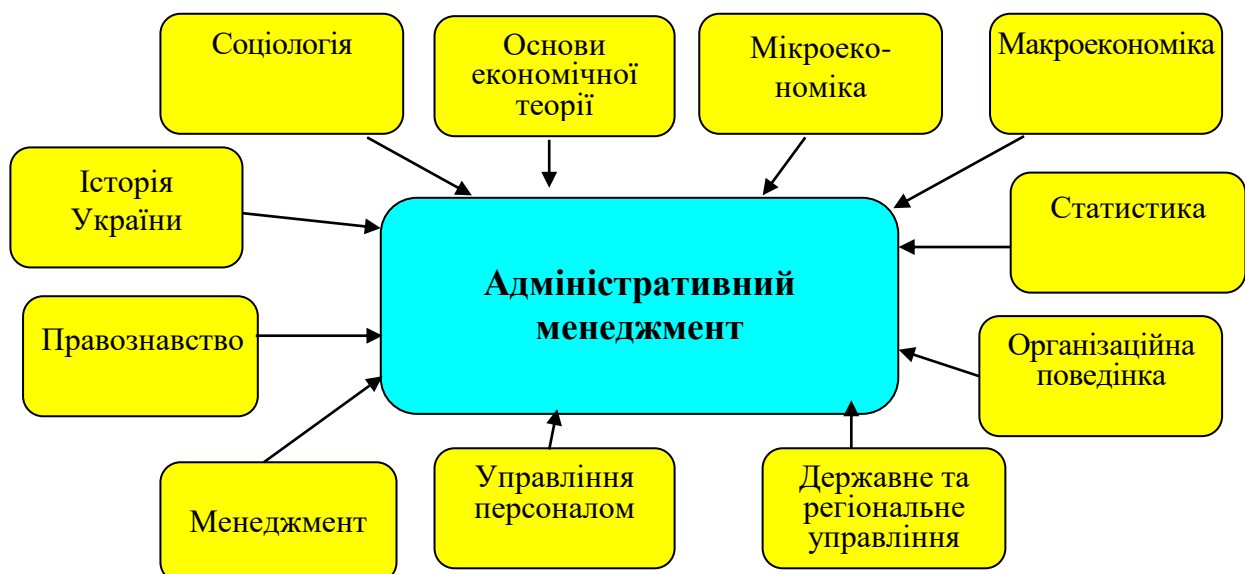 Соціологія
Основи
економічної
теорії
Мікроеко-
номіка
Макроекономіка
Історія
України
Статистика
Адміністративний
менеджмент
Правознавство
Організаційна
поведінка
Менеджмент
Управління
персоналом
Державне та
регіональне
управління